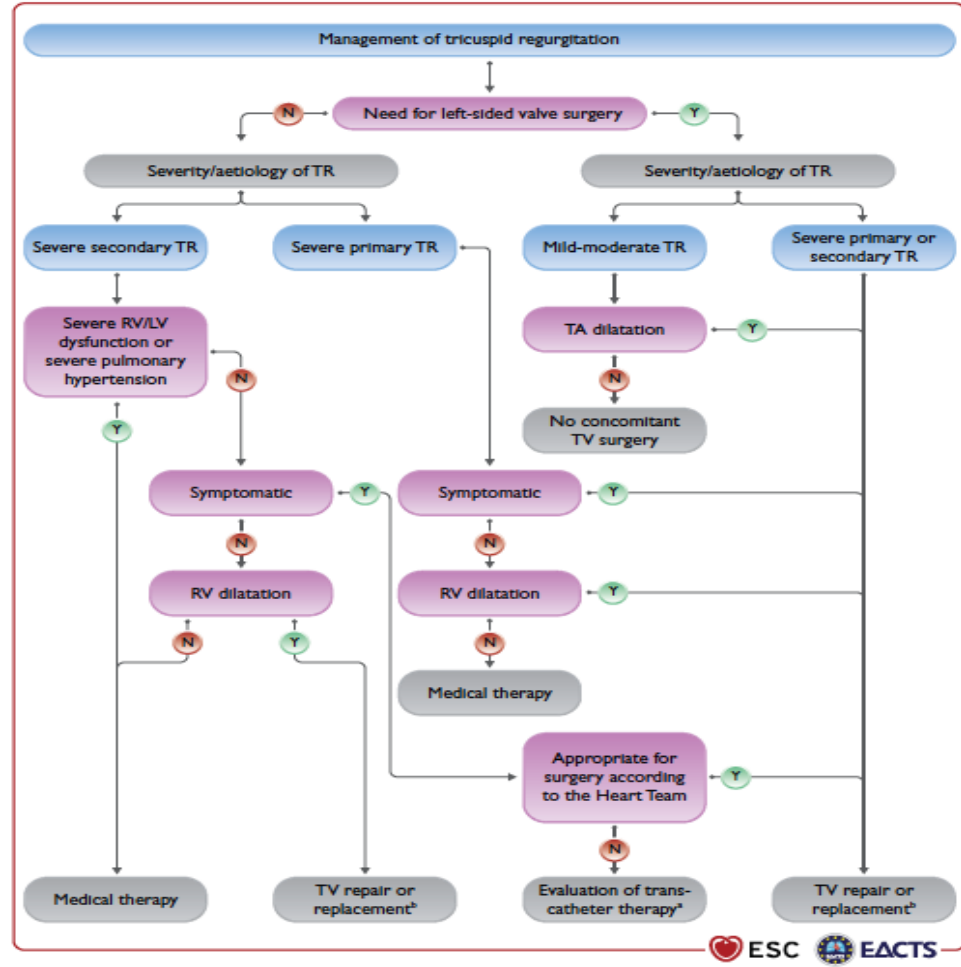 Management of tricuspid regurgitation
N
Need for left-sided valve surgery
Y
Severity/aetiology of TR
Severity/aetiology of TR
Severe secondary TR
Severe primary TR
Mild-moderate TR
Severe primary or
secondary TR
Severe RV/LV
dysfunction or
severe pulmonary
hypertension
TA dilatation
Y
N
N
No concomitant
TV surgery
Y
Symptomatic
Y
Symptomatic
Y
N
N
RV dilatation
RV dilatation
Y
N
Y
N
Medical therapy
Appropriate for
surgery according
to the Heart Team
Y
N
Medical therapy
TV repair or
replacementᵇ
Evaluation of trans-
catheter therapyᵃ
TV repair or
replacementᵇ
ESC
EACTS